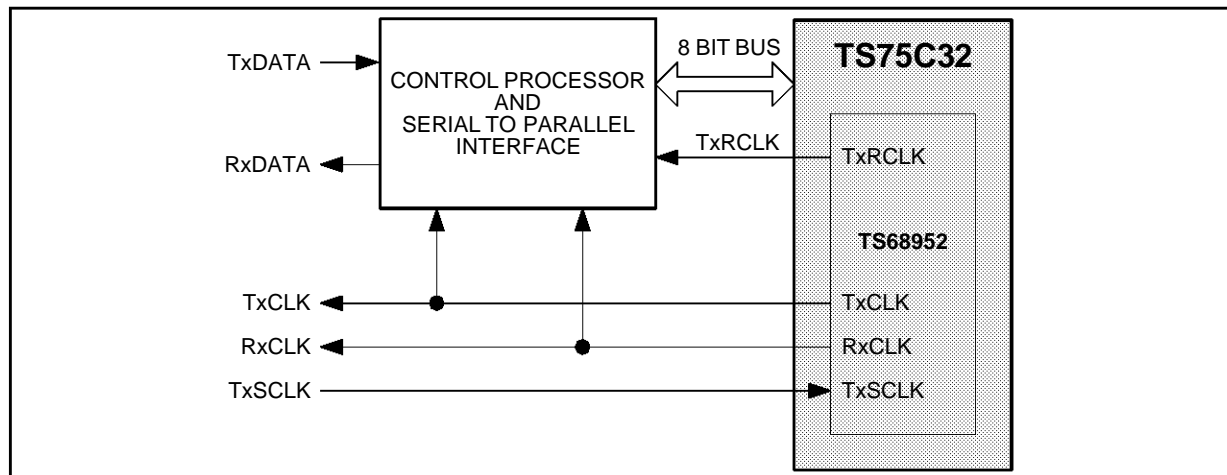 TxDATA
RxDATA
CONTROL PROCESSOR
AND
SERIAL TO PARALLEL
INTERFACE
8 BIT BUS
TxRCLK
TS75C32
TxRCLK
TS68952
TxCLK
TxCLK
RxCLK
RxCLK
TxSCLK
TxSCLK